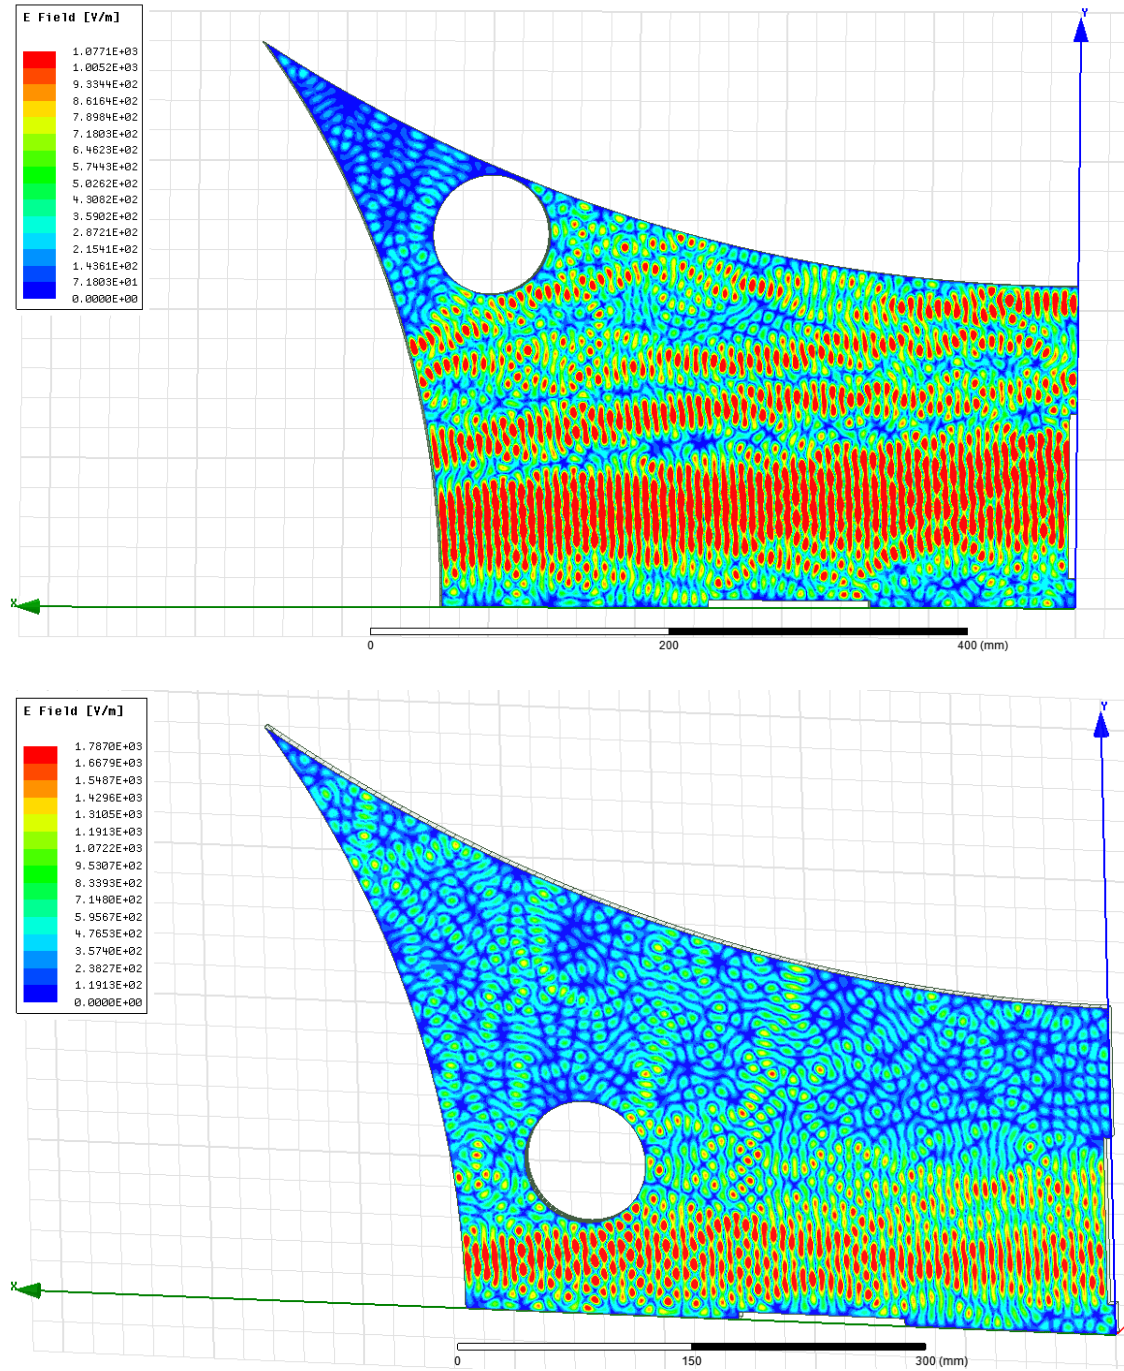 E Field [V/m]
1.0771E+03
1.0052E+03
9.3344E+02
8.6164E+02
7.8984E+02
7.1803E+02
6.4623E+02
5.7443E+02
5.0262E+02
4.3082E+02
3.5902E+02
2.8721E+02
2.1541E+02
1.4361E+02
7.1803E+01
0.0000E+00
Y
X
0 200 400 (mm)
E Field [V/m]
1.7870E+03
1.6679E+03
1.5487E+03
1.4296E+03
1.3105E+03
1.1913E+03
1.0722E+03
9.5307E+02
8.3393E+02
7.1480E+02
5.9567E+02
4.7653E+02
3.5740E+02
2.3827E+02
1.1913E+02
0.0000E+00
Y
X
0 150 300 (mm)